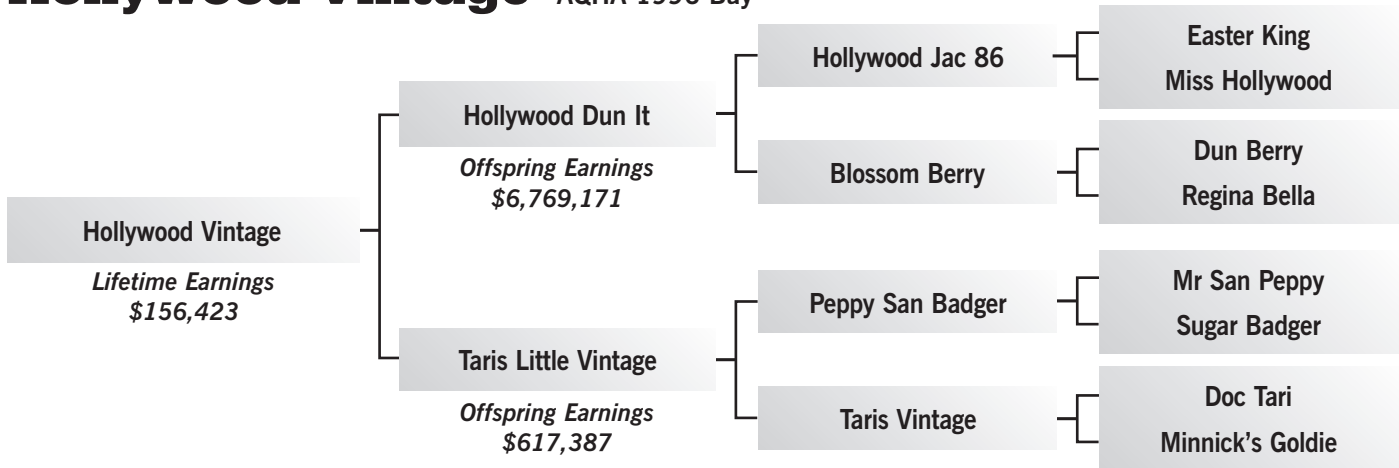 Hollywood Vintage AQHA 1996 Bay
Hollywood Vintage
Lifetime Earnings
$156,423
Hollywood Dun It
Offspring Earnings
$6,769,171
Taris Little Vintage
Offspring Earnings
$617,387
Hollywood Jac 86
Blossom Berry
Peppy San Badger
Taris Vintage
Easter King
Miss Hollywood
Dun Berry
Regina Bella
Mr San Peppy
Sugar Badger
Doc Tari
Minnick’s Goldie